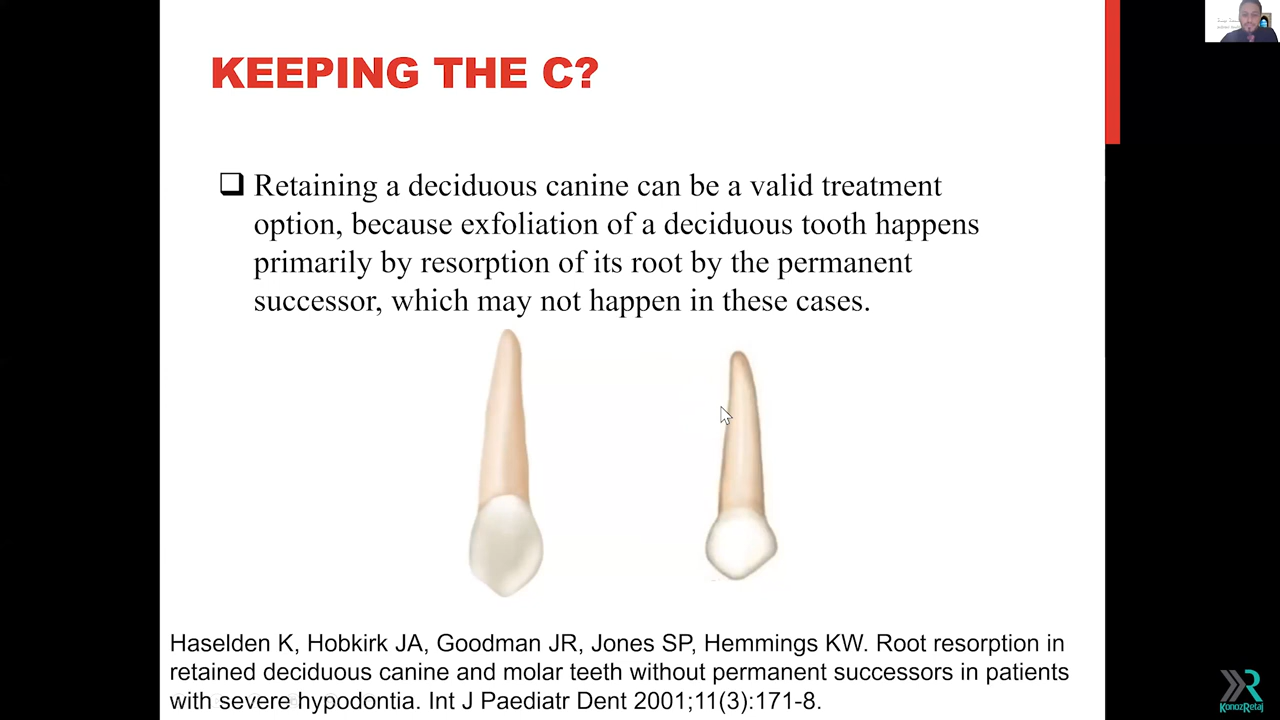 KEEPING THE C?
Retaining a deciduous canine can be a valid treatment
option, because exfoliation of a deciduous tooth happens
primarily by resorption of its root by the permanent
successor, which may not happen in these cases.
Haselden K, Hobkirk JA, Goodman JR, Jones SP, Hemmings KW. Root resorption in
retained deciduous canine and molar teeth without permanent successors in patients
with severe hypodontia. Int J Paediatr Dent 2001;11(3):171-8.
KonozRetaj